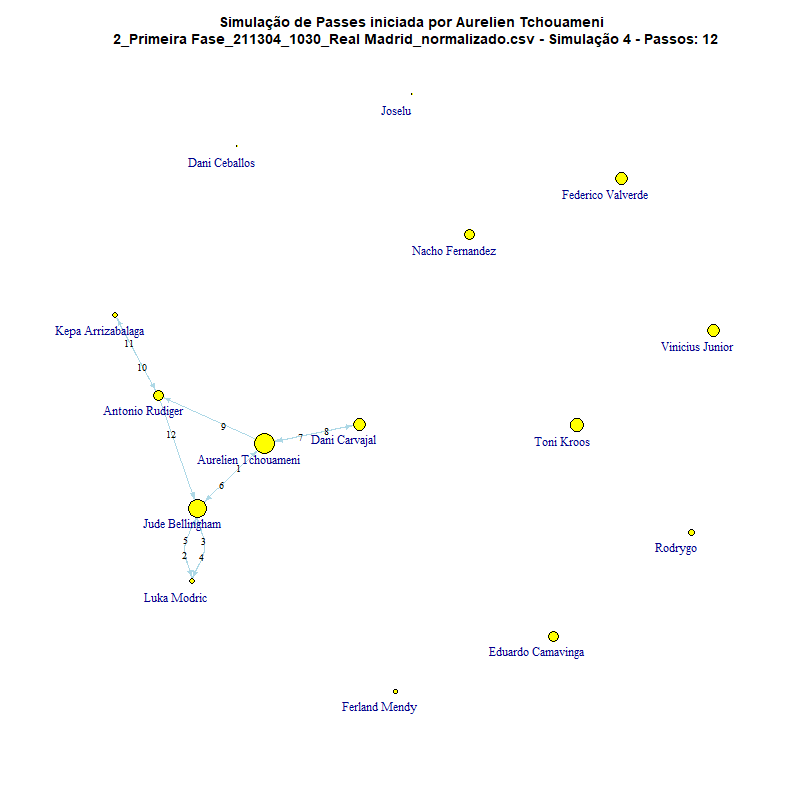 Simulação de Passes iniciada por Aurelien Tchouameni
2_Primeira Fase_211304_1030_Real Madrid_normalizado.csv - Simulação 4 - Passos: 12
Joselu
Dani Ceballos
Federico Valverde
Nacho Fernandez
Kepa Arrizabalaga
11
Vinicius Junior
10
Antonio Rudiger
9
12
8
7
Dani Carvajal
Toni Kroos
Aurelien Tchouameni
1
6
Jude Bellingham
5
3
2
4
Rodrygo
Luka Modric
Eduardo Camavinga
Ferland Mendy